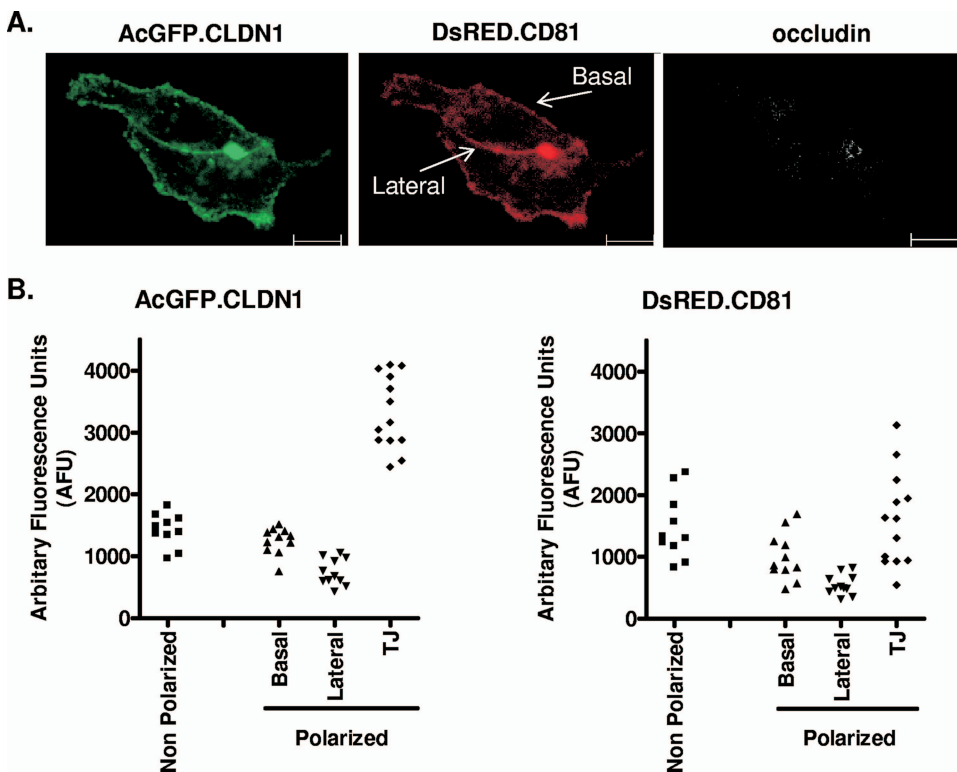 A.
AcGFP.CLDN1
DsRED.CD81
occludin
Basal
Lateral
B.
AcGFP.CLDN1
Arbitary Fluorescence Units
(AFU)
4000
3000
2000
1000
0
Non Polarized
Basal
Lateral
TJ
Polarized
DsRED.CD81
Arbitary Fluorescence Units
(AFU)
4000
3000
2000
1000
0
Non Polarized
Basal
Lateral
TJ
Polarized